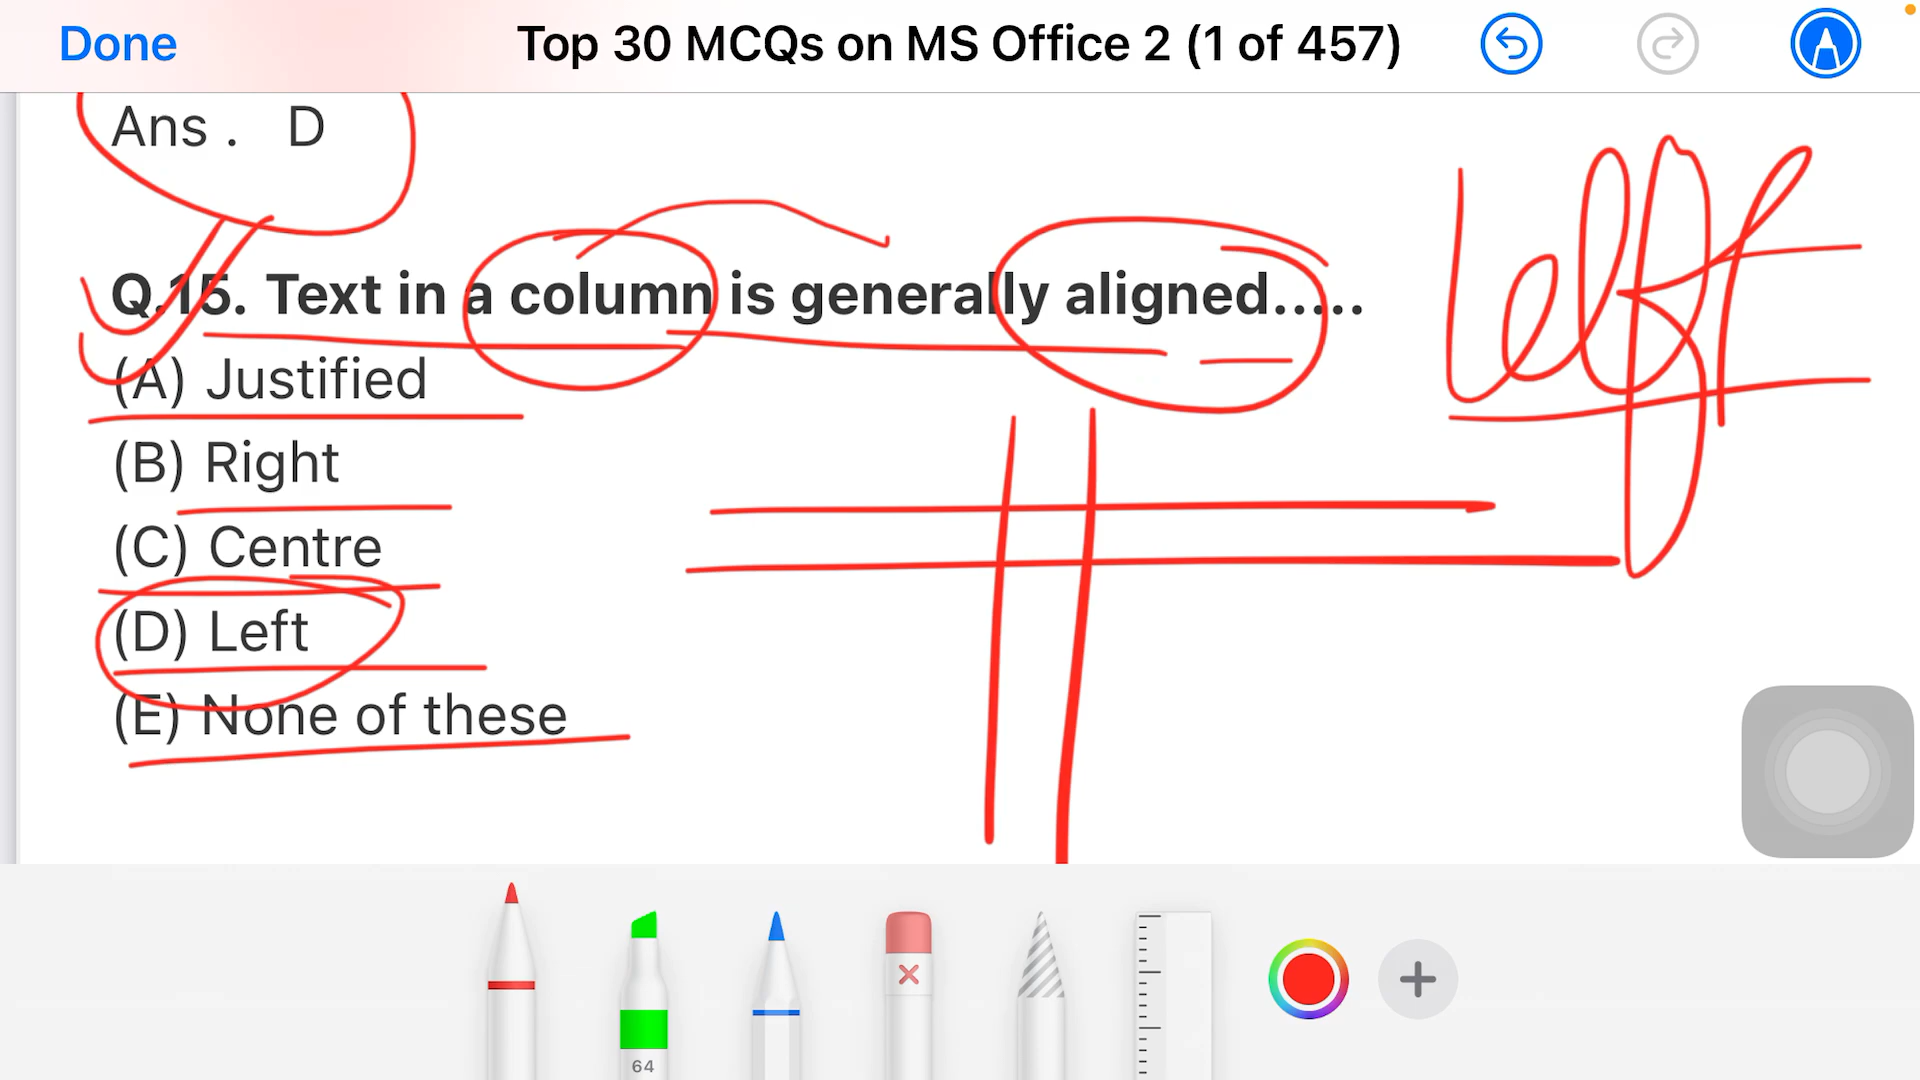 Done
Top 30 MCQs on MS Office 2 (1 of 457)
Ans . D
Left
Q.15. Text in a column is generally aligned.....
(A) Justified
(B) Right
(C) Centre
(D) Left
(E) None of these
64